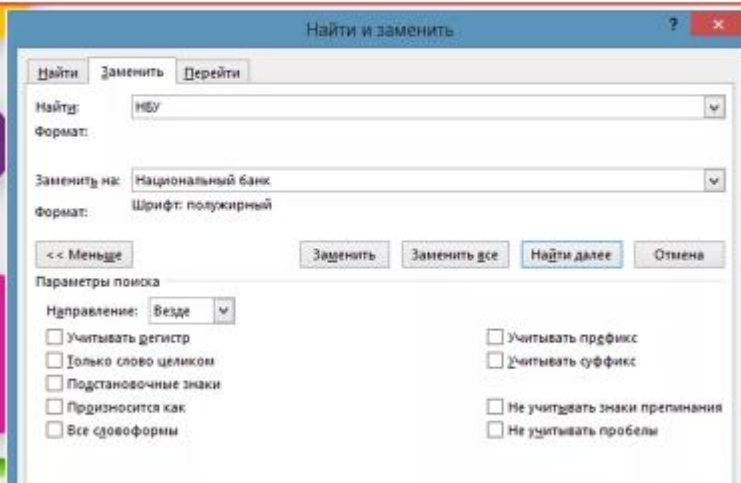 Найти и заменить
Найти Заменить Перейти
Найти: НБУ
Формат:
Заменить на: Национальный банк
Формат: Шрифт: полужирный
<< Меньше Заменить Заменить все Найти далее Отмена
Параметры поиска
Направление: Везде
Учитывать регистр Учитывать префикс
Только слово целиком Учитывать суффикс
Подстановочные знаки
Произносится как Не учитывать знаки препинания
Все словоформы Не учитывать пробелы